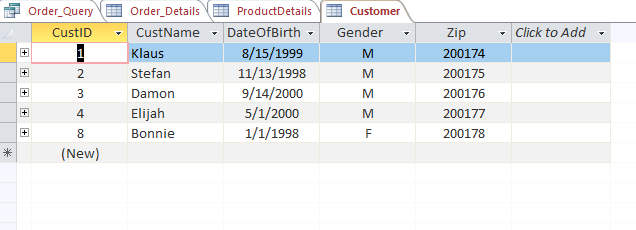 Order_Query Order_Details ProductDetails Customer
CustID CustName DateOfBirth Gender Zip Click to Add
1 Klaus 8/15/1999 M 200174
2 Stefan 11/13/1998 M 200175
3 Damon 9/14/2000 M 200176
4 Elijah 5/1/2000 M 200177
8 Bonnie 1/1/1998 F 200178
(New)